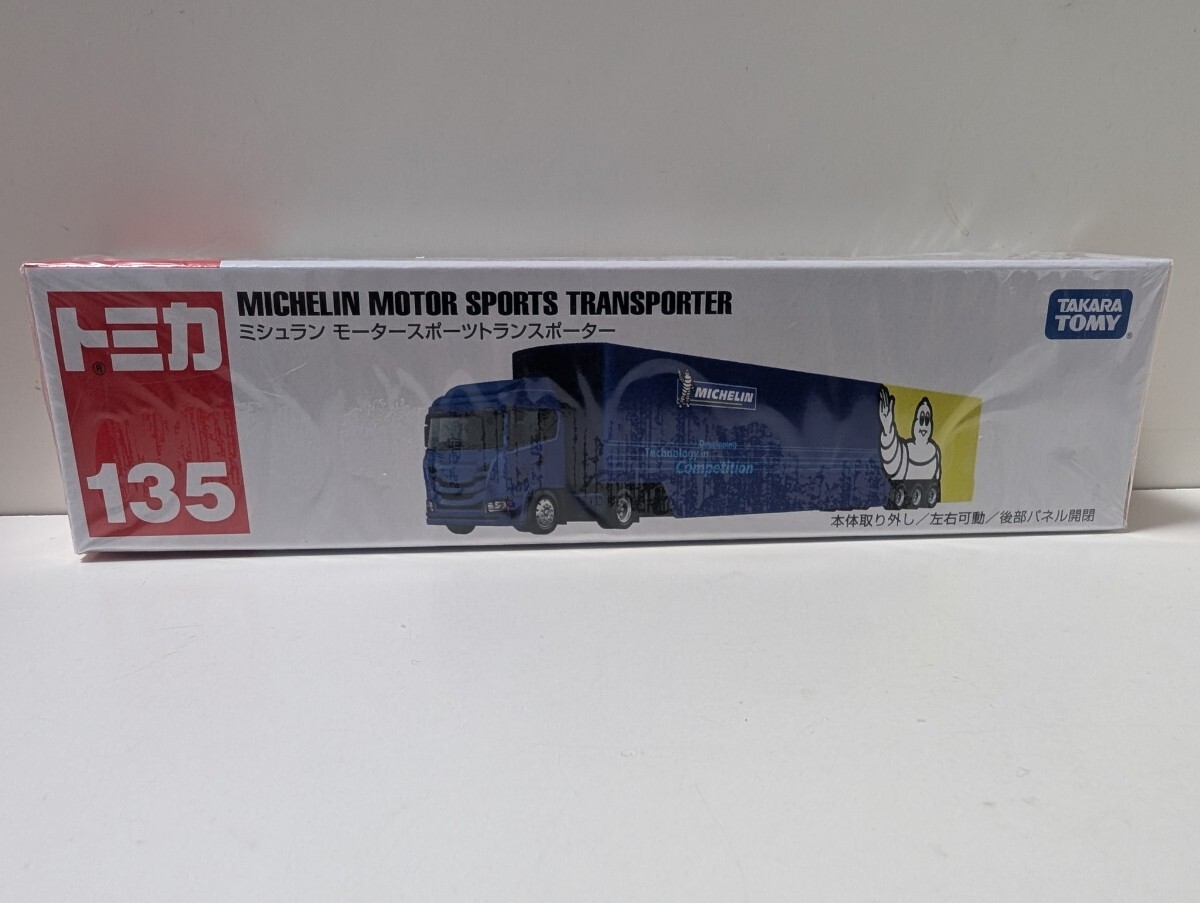 トミカ
®
135
MICHELIN MOTOR SPORTS TRANSPORTER
ミシュラン モータースポーツトランスポーター
TAKARA
TOMY®
MICHELIN
Developing
Technology in
Competition
本体取り外し／左右可動／後部パネル開閉